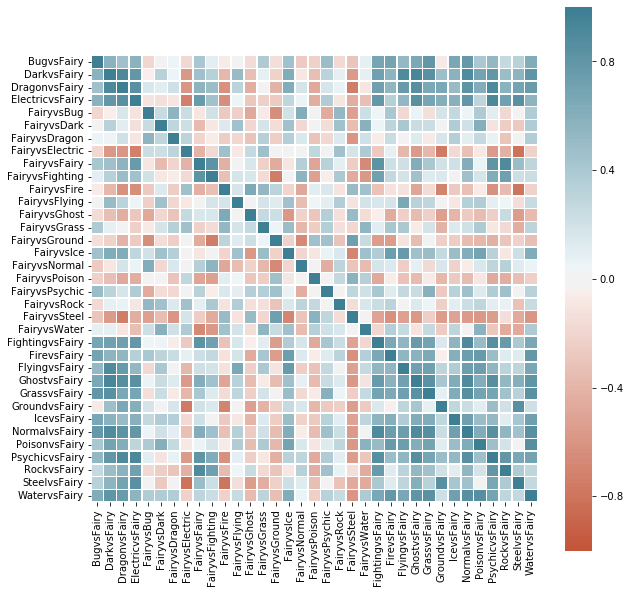 BugvsFairy
DarkvsFairy
DragonvsFairy
ElectricvsFairy
FairyvsBug
FairyvsDark
FairyvsDragon
FairyvsElectric
FairyvsFairy
FairyvsFighting
FairyvsFire
FairyvsFlying
FairyvsGhost
FairyvsGrass
FairyvsGround
FairyvsIce
FairyvsNormal
FairyvsPoison
FairyvsPsychic
FairyvsRock
FairyvsSteel
FairyvsWater
FightingvsFairy
FirevsFairy
FlyingvsFairy
GhostvsFairy
GrassvsFairy
GroundvsFairy
IcevsFairy
NormalvsFairy
PoisonvsFairy
PsychicvsFairy
RockvsFairy
SteelvsFairy
WatervsFairy
BugvsFairy
DarkvsFairy
DragonvsFairy
ElectricvsFairy
FairyvsBug
FairyvsDark
FairyvsDragon
FairyvsElectric
FairyvsFairy
FairyvsFighting
FairyvsFire
FairyvsFlying
FairyvsGhost
FairyvsGrass
FairyvsGround
FairyvsIce
FairyvsNormal
FairyvsPoison
FairyvsPsychic
FairyvsRock
FairyvsSteel
FairyvsWater
FightingvsFairy
FirevsFairy
FlyingvsFairy
GhostvsFairy
GrassvsFairy
GroundvsFairy
IcevsFairy
NormalvsFairy
PoisonvsFairy
PsychicvsFairy
RockvsFairy
SteelvsFairy
WatervsFairy
0.8
0.4
0.0
−0.4
−0.8